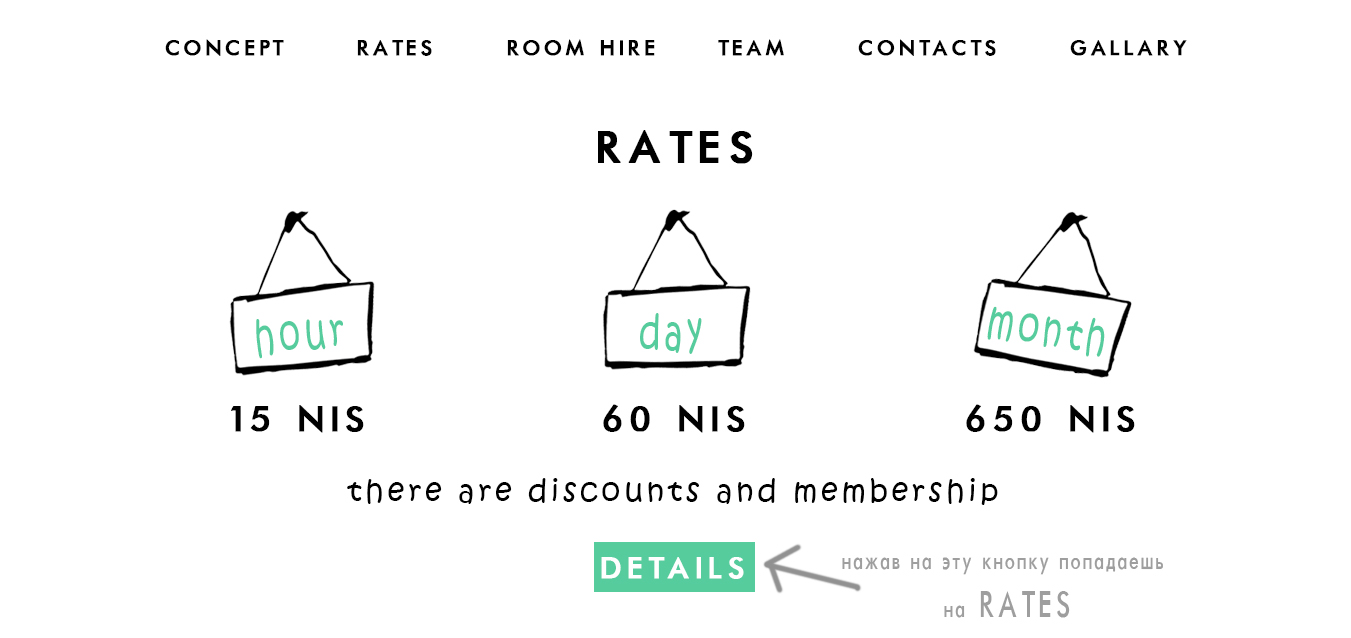 CONCEPT RATES ROOM HIRE TEAM CONTACTS GALLARY
RATES
hour day month
15 NIS 60 NIS 650 NIS
there are discounts and membership
DETAILS
нажав на эту кнопку попадаешь
на RATES